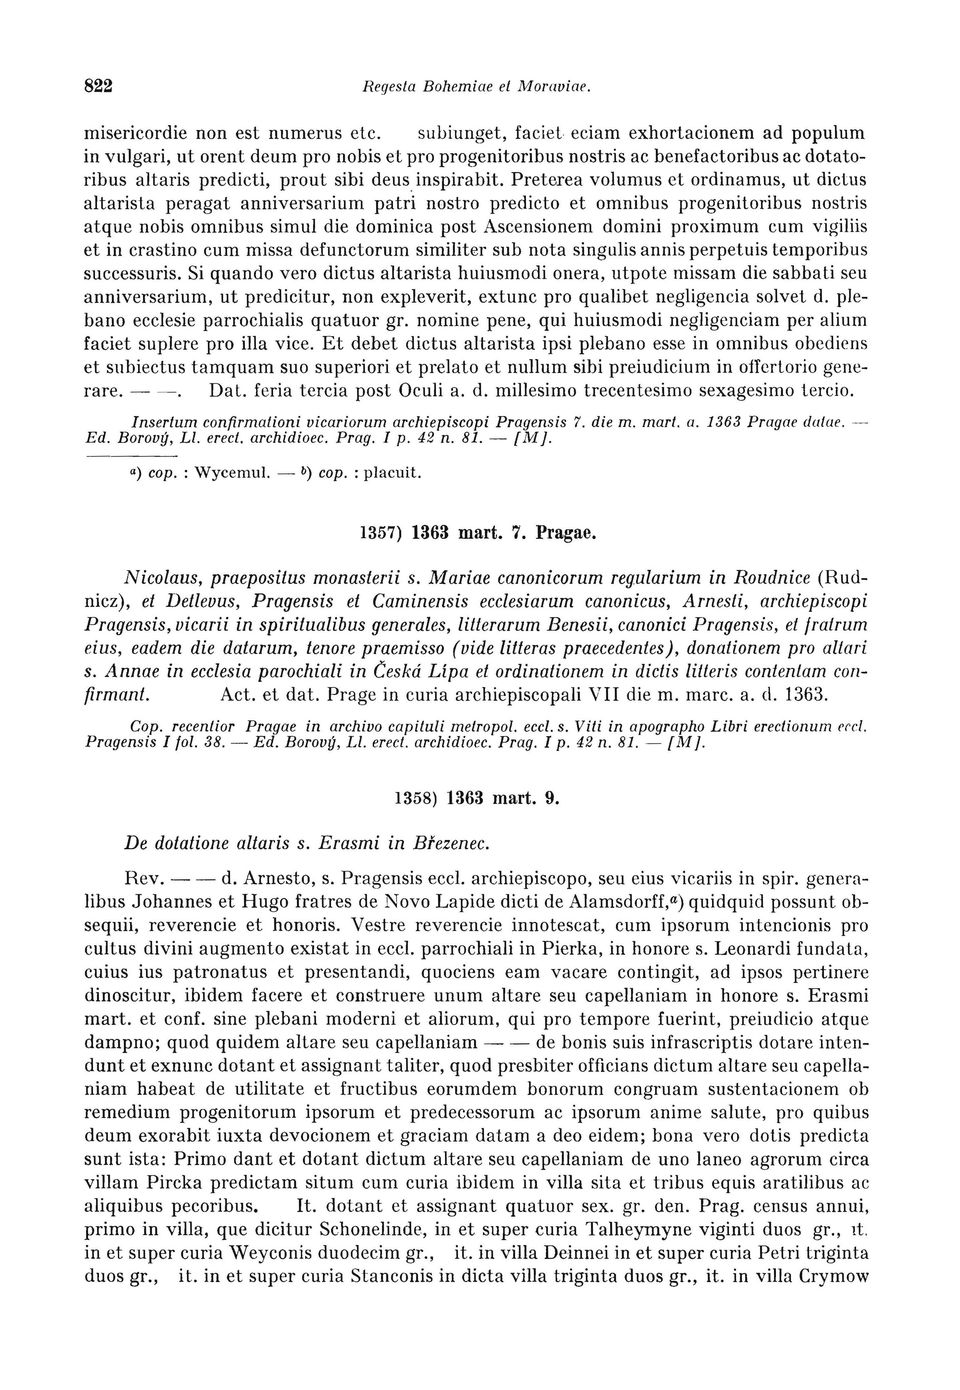 822 Regesta Bohemiae et Moraviae.
misericordie non est numerus etc. subiunget, faciet eciam exhortacionem ad populum
in vulgari, ut orent deum pro nobis et pro progenitoribus nostris ac benefactoribus ac dotato-
ribus altaris predicti, prout sibi deus inspirabit. Preterea volumus et ordinamus, ut dictus
altarista peragat anniversarium patri nostro predicto et omnibus progenitoribus nostris
atque nobis omnibus simul die dominica post Ascensionem domini proximum cum vigiliis
et in crastino cum missa defunctorum similiter sub nota singulis annis perpetuis temporibus
successuris. Si quando vero dictus altarista huiusmodi onera, utpote missam die sabbati seu
anniversarium, ut predicitur, non expleverit, extunc pro qualibet negligencia solvet d. ple-
bano ecclesie parrochialis quatuor gr. nomine pene, qui huiusmodi negligenciam per alium
faciet suplere pro illa vice. Et debet dictus altarista ipsi plebano esse in omnibus obediens
et subiectus tamquam suo superiori et prelato et nullum sibi preiudicium in offertorio gene-
rare. — —. Dat. feria tercia post Oculi a. d. millesimo trecentesimo sexagesimo tercio.
Insertum confirmationi vicariorum archiepiscopi Pragensis 7. die m. mart. a. 1363 Pragae datae. —
Ed. Borový, Ll. erect. archidioec. Prag. I p. 42 n. 81. — [M].
a) cop. : Wycemul. — b) cop. : placuit.
1357) 1363 mart. 7. Pragae.
Nicolaus, praepositus monasterii s. Mariae canonicorum regularium in Roudnice (Rud-
nicz), et Detlevus, Pragensis et Caminensis ecclesiarum canonicus, Arnesti, archiepiscopi
Pragensis, vicarii in spiritualibus generales, litterarum Benesii, canonici Pragensis, et fratrum
eius, eadem die datarum, tenore praemisso (vide litteras praecedentes), donationem pro altari
s. Annae in ecclesia parochiali in Česká Lípa et ordinationem in dictis litteris contentam con-
firmant. Act. et dat. Prage in curia archiepiscopali VII die m. marc. a. d. 1363.
Cop. recentior Pragae in archivo capituli metropol. eccl. s. Viti in apographo Libri erectionum eccl.
Pragensis I fol. 38. — Ed. Borový, Ll. erect. archidioec. Prag. I p. 42 n. 81. — [M].
1358) 1363 mart. 9.
De dotatione altaris s. Erasmi in Březenec.
Rev. — — d. Arnesto, s. Pragensis eccl. archiepiscopo, seu eius vicariis in spir. genera-
libus Johannes et Hugo fratres de Novo Lapide dicti de Alamsdorff,a) quidquid possunt ob-
sequii, reverencie et honoris. Vestre reverencie innotescat, cum ipsorum intencionis pro
cultus divini augmento existat in eccl. parrochiali in Pierka, in honore s. Leonardi fundata,
cuius ius patronatus et presentandi, quociens eam vacare contingit, ad ipsos pertinere
dinoscitur, ibidem facere et construere unum altare seu capellaniam in honore s. Erasmi
mart. et conf. sine plebani moderni et aliorum, qui pro tempore fuerint, preiudicio atque
dampno; quod quidem altare seu capellaniam — — de bonis suis infrascriptis dotare inten-
dunt et exnunc dotant et assignant taliter, quod presbiter officians dictum altare seu capella-
niam habeat de utilitate et fructibus eorumdem bonorum congruam sustentacionem ob
remedium progenitorum ipsorum et predecessorum ac ipsorum anime salute, pro quibus
deum exorabit iuxta devocionem et graciam datam a deo eidem; bona vero dotis predicta
sunt ista: Primo dant et dotant dictum altare seu capellaniam de uno laneo agrorum circa
villam Pircka predictam situm cum curia ibidem in villa sita et tribus equis aratilibus ac
aliquibus pecoribus. It. dotant et assignant quatuor sex. gr. den. Prag. census annui,
primo in villa, que dicitur Schonelinde, in et super curia Talheymyne viginti duos gr., it.
in et super curia Weyconis duodecim gr., it. in villa Deinnei in et super curia Petri triginta
duos gr., it. in et super curia Stanconis in dicta villa triginta duos gr., it. in villa Crymow